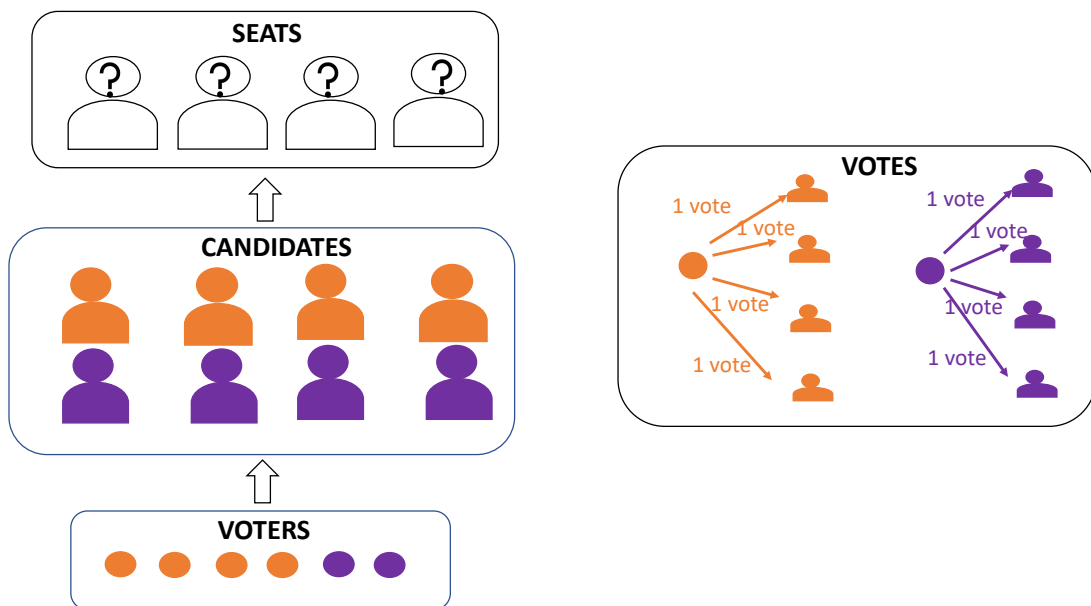 SEATS
? ? ? ?
CANDIDATES
VOTERS
VOTES
1 vote
1 vote
1 vote
1 vote
1 vote
1 vote
1 vote
1 vote